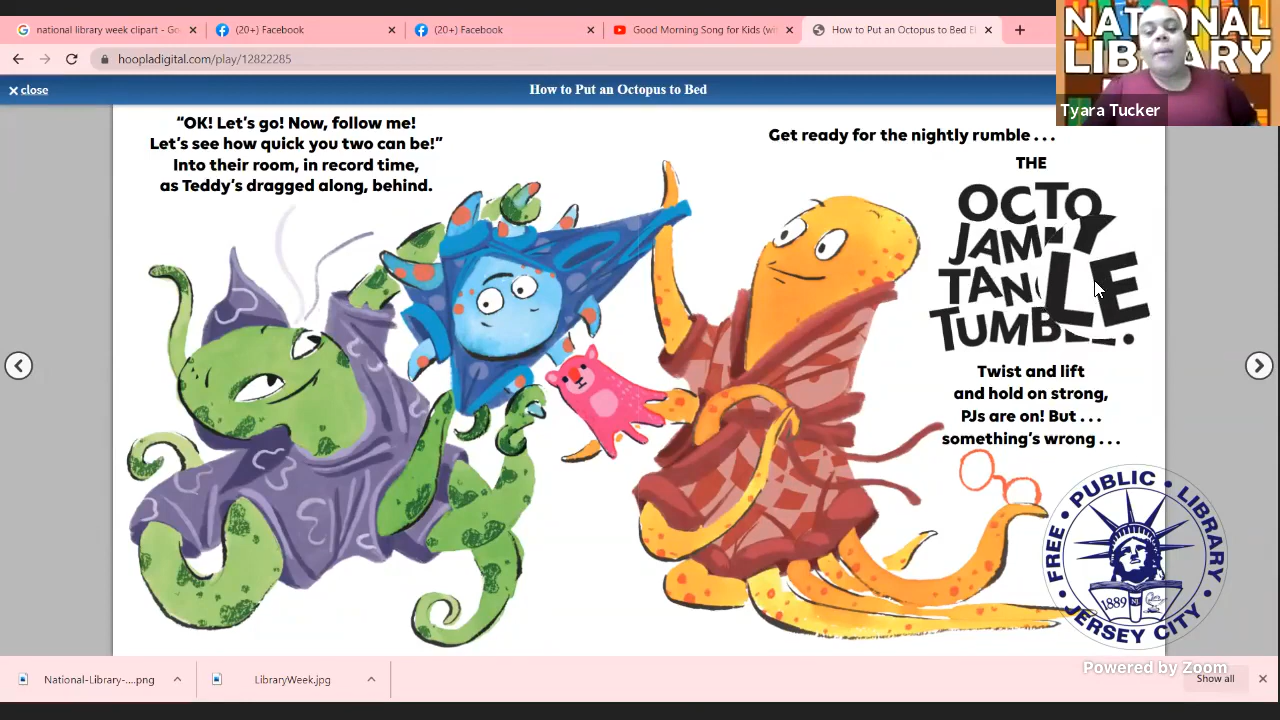 national library week clipart - Go
(20+) Facebook
(20+) Facebook
Good Morning Song for Kids (wi
How to Put an Octopus to Bed E
hoopladigital.com/play/12822285
close
How to Put an Octopus to Bed
NATIONAL
LIBRARY
Tyara Tucker
“OK! Let’s go! Now, follow me!
Let’s see how quick you two can be!”
Into their room, in record time,
as Teddy’s dragged along, behind.
Get ready for the nightly rumble . . .
THE
OCTO
JAMMY
TANGLE
TUMBLE.
Twist and lift
and hold on strong,
PJs are on! But . . .
something’s wrong . . .
FREE • PUBLIC • LIBRARY
1889 NJ
JERSEY CITY
Powered by Zoom
National-Library-....png
LibraryWeek.jpg
Show all